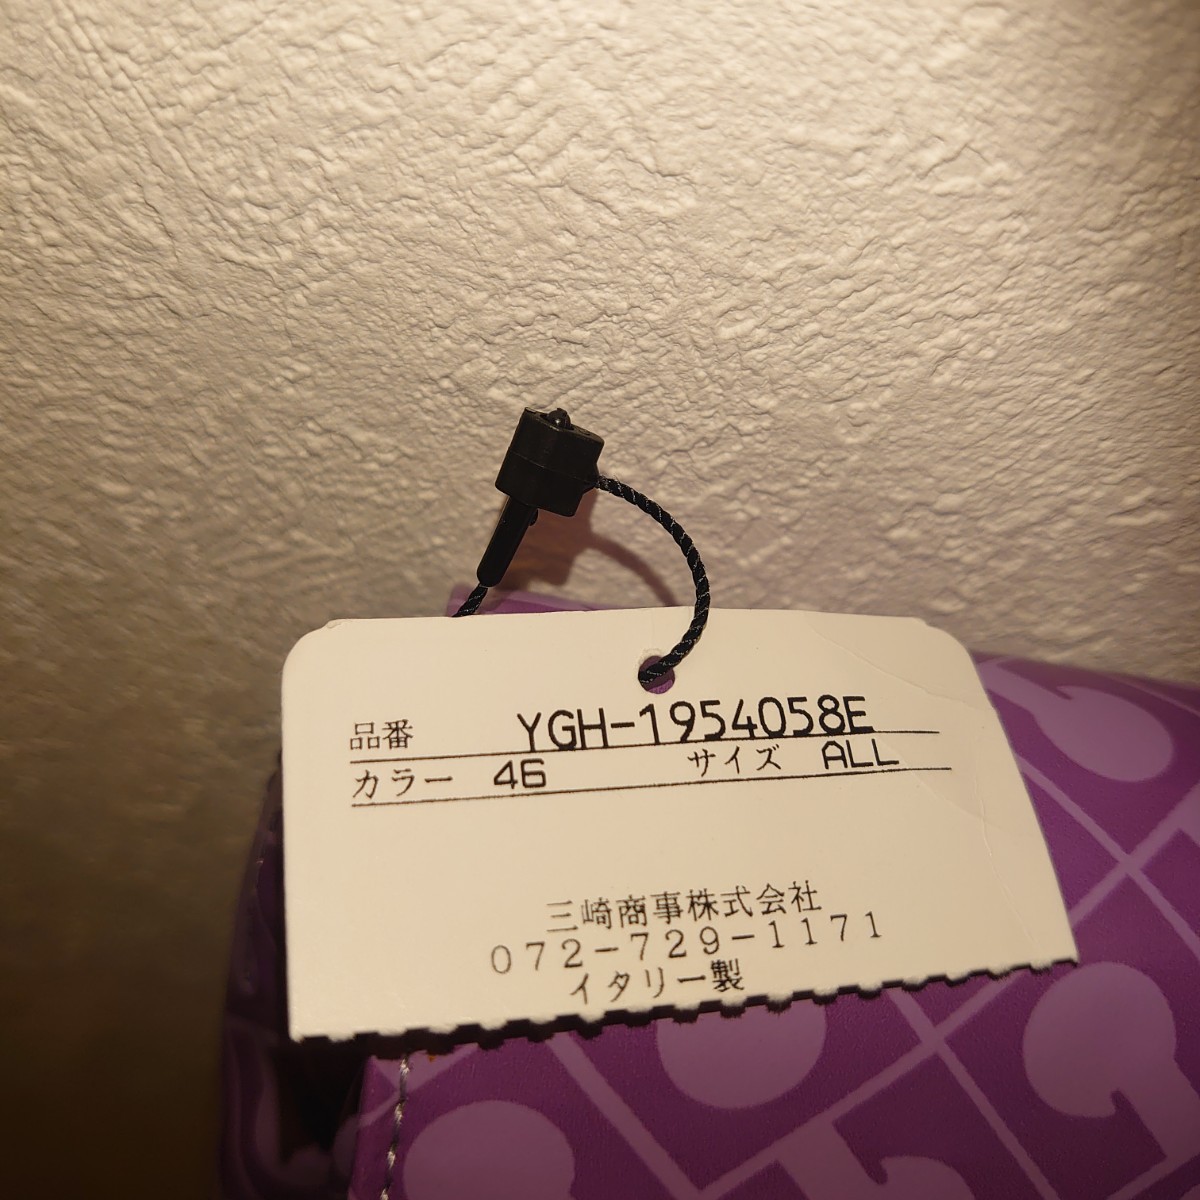 品番 YGH-1954058E
カラー 46 サイズ ALL
三崎商事株式会社
072-729-1171
イタリー製